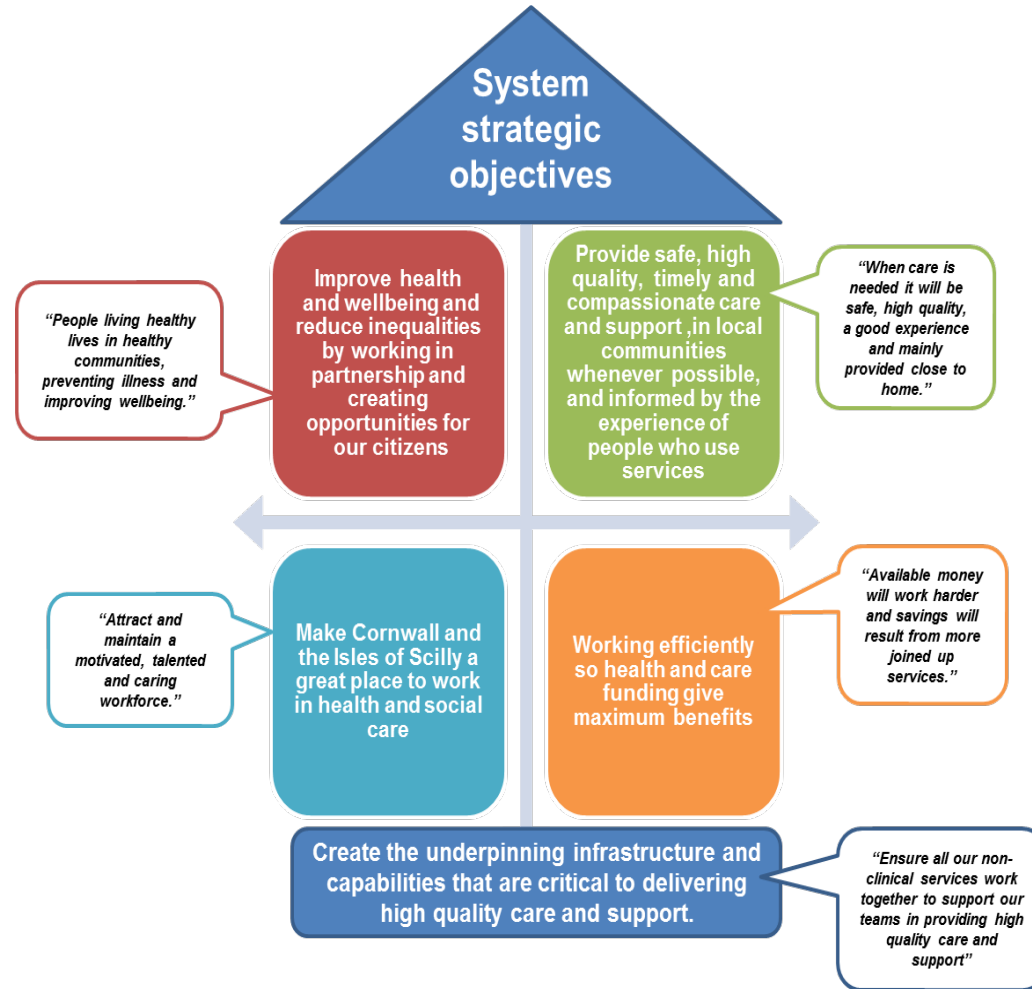 System
strategic
objectives
Improve health
and wellbeing and
reduce inequalities
by working in
partnership and
creating
opportunities for
our citizens
Provide safe, high
quality, timely and
compassionate care
and support ,in local
communities
whenever possible,
and informed by the
experience of
people who use
services
“People living healthy
lives in healthy
communities,
preventing illness and
improving wellbeing.”
“When care is
needed it will be
safe, high quality,
a good experience
and mainly
provided close to
home.”
“Attract and
maintain a
motivated, talented
and caring
workforce.”
Make Cornwall and
the Isles of Scilly a
great place to work
in health and social
care
Working efficiently
so health and care
funding give
maximum benefits
“Available money
will work harder
and savings will
result from more
joined up
services.”
Create the underpinning infrastructure and
capabilities that are critical to delivering
high quality care and support.
“Ensure all our non-
clinical services work
together to support our
teams in providing high
quality care and
support”